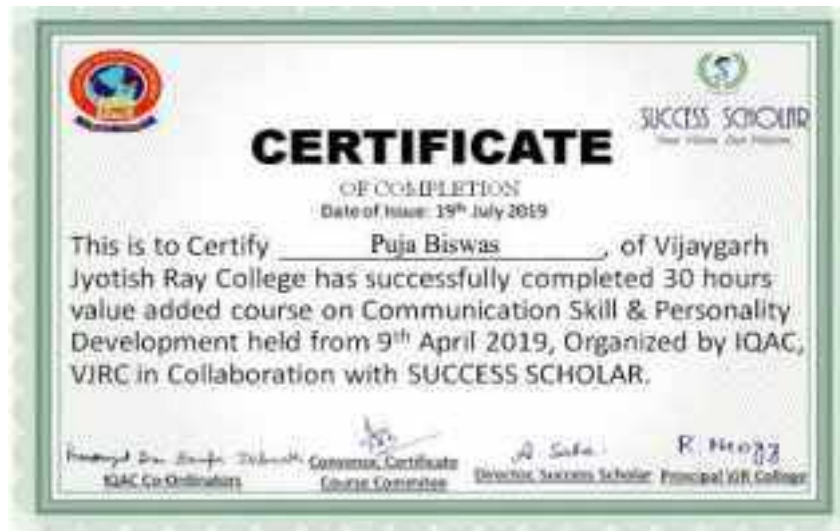 SUCCESS SCHOLAR
CERTIFICATE
OF COMPLETION
Date of Issue: 19th July 2019
This is to Certify Puja Biswas, of Vijaygarh
Jyotish Ray College has successfully completed 30 hours
value added course on Communication Skill & Personality
Development held from 9th April 2019, Organized by IQAC,
VJRC in Collaboration with SUCCESS SCHOLAR.
A Saha R Neogy
IQAC Co-Ordinators Convenor, Certificate Director, Success Scholar Principal VJR College
Course Commitee